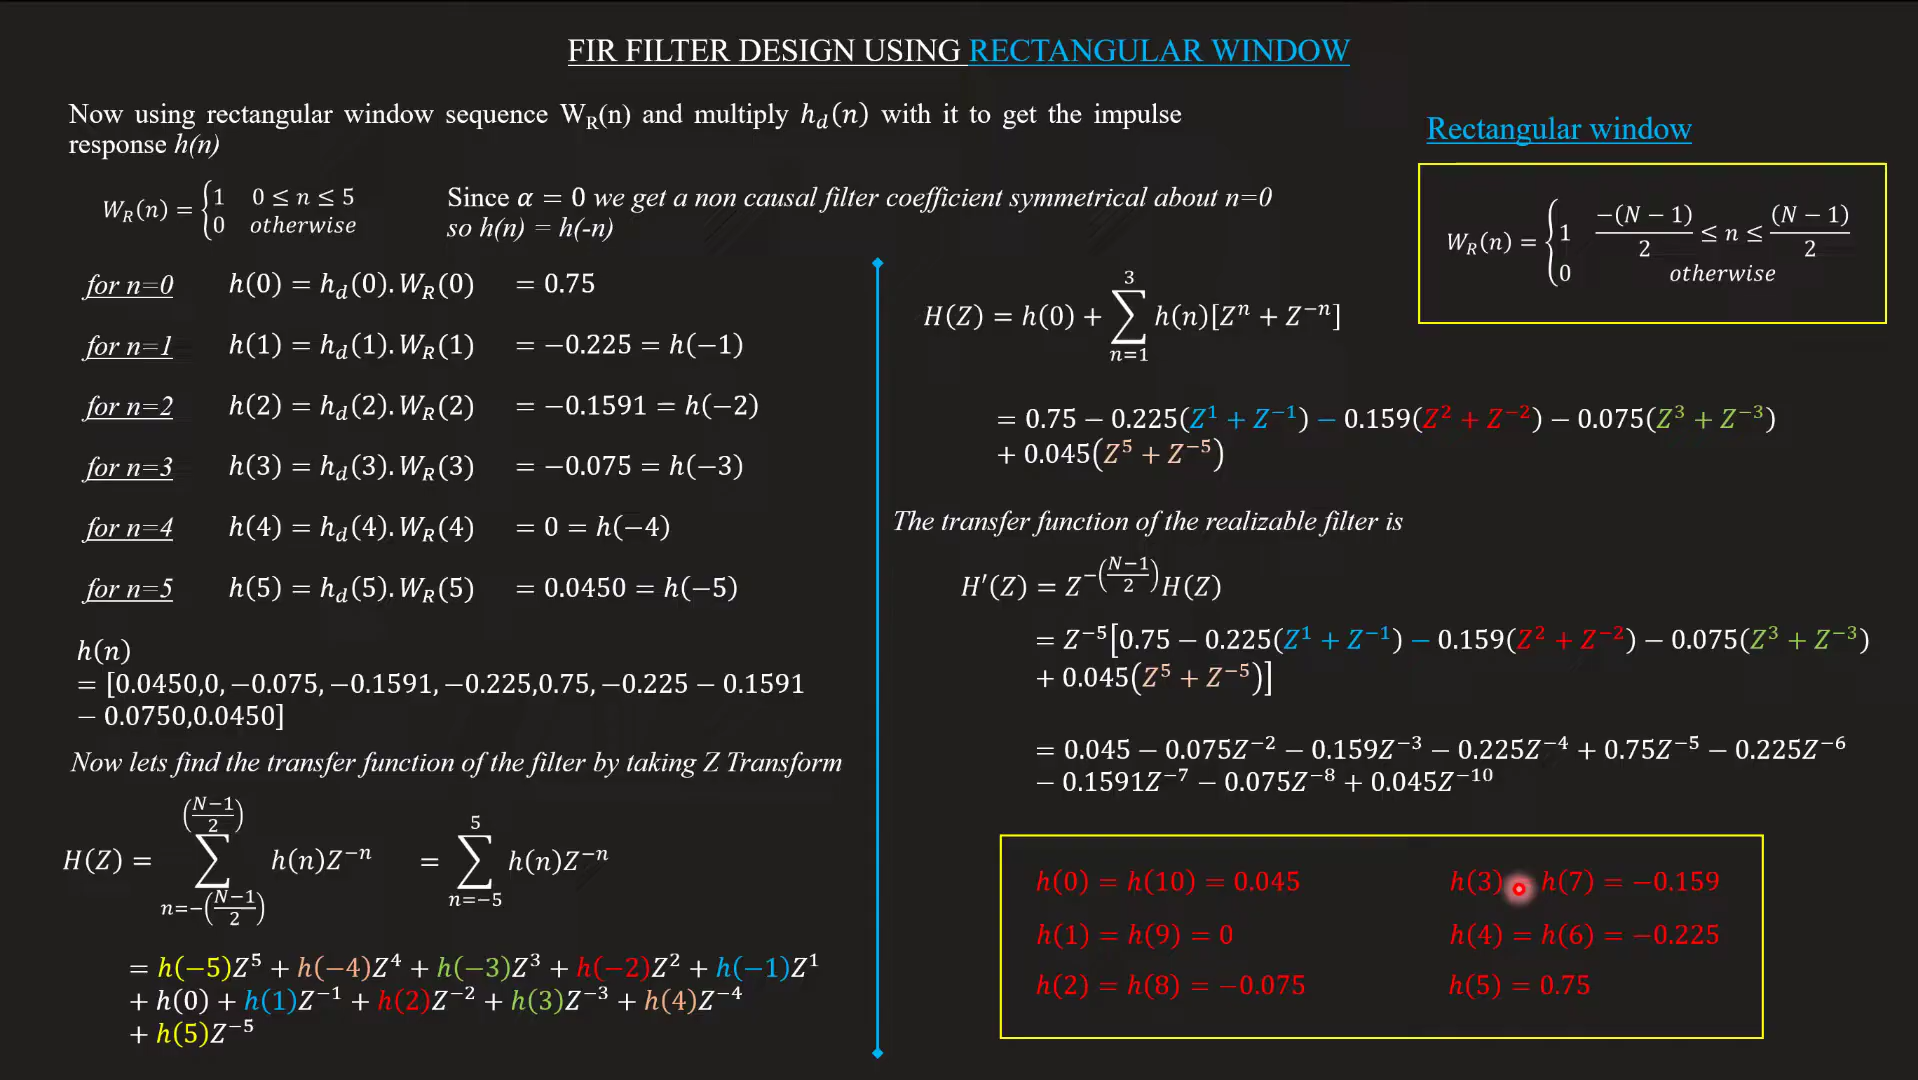 FIR FILTER DESIGN USING RECTANGULAR WINDOW
Now using rectangular window sequence W_R(n) and multiply h_d(n) with it to get the impulse
response h(n)
W_R(n) = {1 0 ≤ n ≤ 5
0 otherwise
Since α = 0 we get a non causal filter coefficient symmetrical about n=0
so h(n) = h(-n)
for n=0 h(0) = h_d(0).W_R(0) = 0.75
for n=1 h(1) = h_d(1).W_R(1) = −0.225 = h(−1)
for n=2 h(2) = h_d(2).W_R(2) = −0.1591 = h(−2)
for n=3 h(3) = h_d(3).W_R(3) = −0.075 = h(−3)
for n=4 h(4) = h_d(4).W_R(4) = 0 = h(−4)
for n=5 h(5) = h_d(5).W_R(5) = 0.0450 = h(−5)
h(n)
= [0.0450,0,−0.075,−0.1591,−0.225,0.75,−0.225 − 0.1591
− 0.0750,0.0450]
Now lets find the transfer function of the filter by taking Z Transform
H(Z) = ∑_{n=−((N−1)/2)}^{((N−1)/2)} h(n)Z^{−n} = ∑_{n=−5}^{5} h(n)Z^{−n}
= h(−5)Z^5 + h(−4)Z^4 + h(−3)Z^3 + h(−2)Z^2 + h(−1)Z^1
+ h(0) + h(1)Z^{−1} + h(2)Z^{−2} + h(3)Z^{−3} + h(4)Z^{−4}
+ h(5)Z^{−5}
Rectangular window
W_R(n) = {1 −(N − 1)/2 ≤ n ≤ (N − 1)/2
0 otherwise
H(Z) = h(0) + ∑_{n=1}^{3} h(n)[Z^n + Z^{−n}]
= 0.75 − 0.225(Z^1 + Z^{−1}) − 0.159(Z^2 + Z^{−2}) − 0.075(Z^3 + Z^{−3})
+ 0.045(Z^5 + Z^{−5})
The transfer function of the realizable filter is
H′(Z) = Z^{−((N−1)/2)}H(Z)
= Z^{−5}[0.75 − 0.225(Z^1 + Z^{−1}) − 0.159(Z^2 + Z^{−2}) − 0.075(Z^3 + Z^{−3})
+ 0.045(Z^5 + Z^{−5})]
= 0.045 − 0.075Z^{−2} − 0.159Z^{−3} − 0.225Z^{−4} + 0.75Z^{−5} − 0.225Z^{−6}
− 0.1591Z^{−7} − 0.075Z^{−8} + 0.045Z^{−10}
h(0) = h(10) = 0.045
h(1) = h(9) = 0
h(2) = h(8) = −0.075
h(3) h(7) = −0.159
h(4) = h(6) = −0.225
h(5) = 0.75